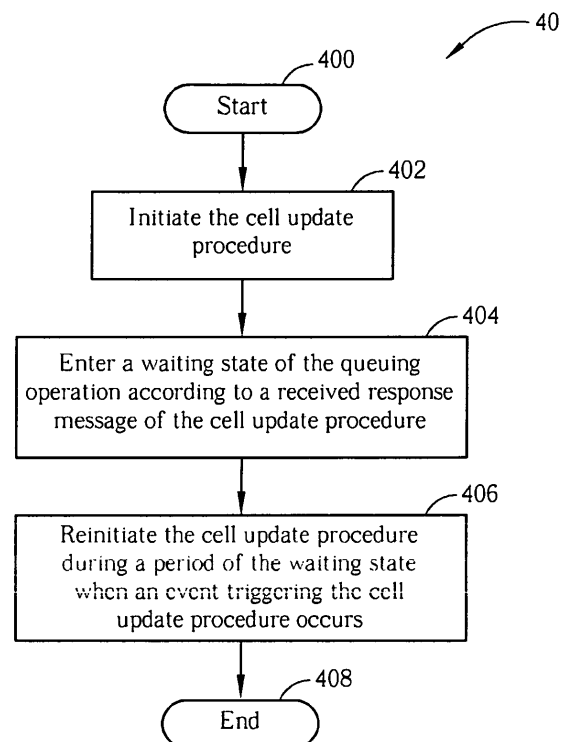 40
400
Start
402
Initiate the cell update
procedure
404
Enter a waiting state of the queuing
operation according to a received response
message of the cell update procedure
406
Reinitiate the cell update procedure
during a period of the waiting state
when an event triggering the cell
update procedure occurs
408
End